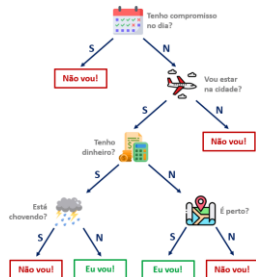 Tenho compromisso
no dia?
S
N
Não vou!
Vou estar
na cidade?
S
N
Tenho
dinheiro?
Não vou!
S
N
Está
chovendo?
É perto?
S
N
S
N
Não vou!
Eu vou!
Eu vou!
Não vou!